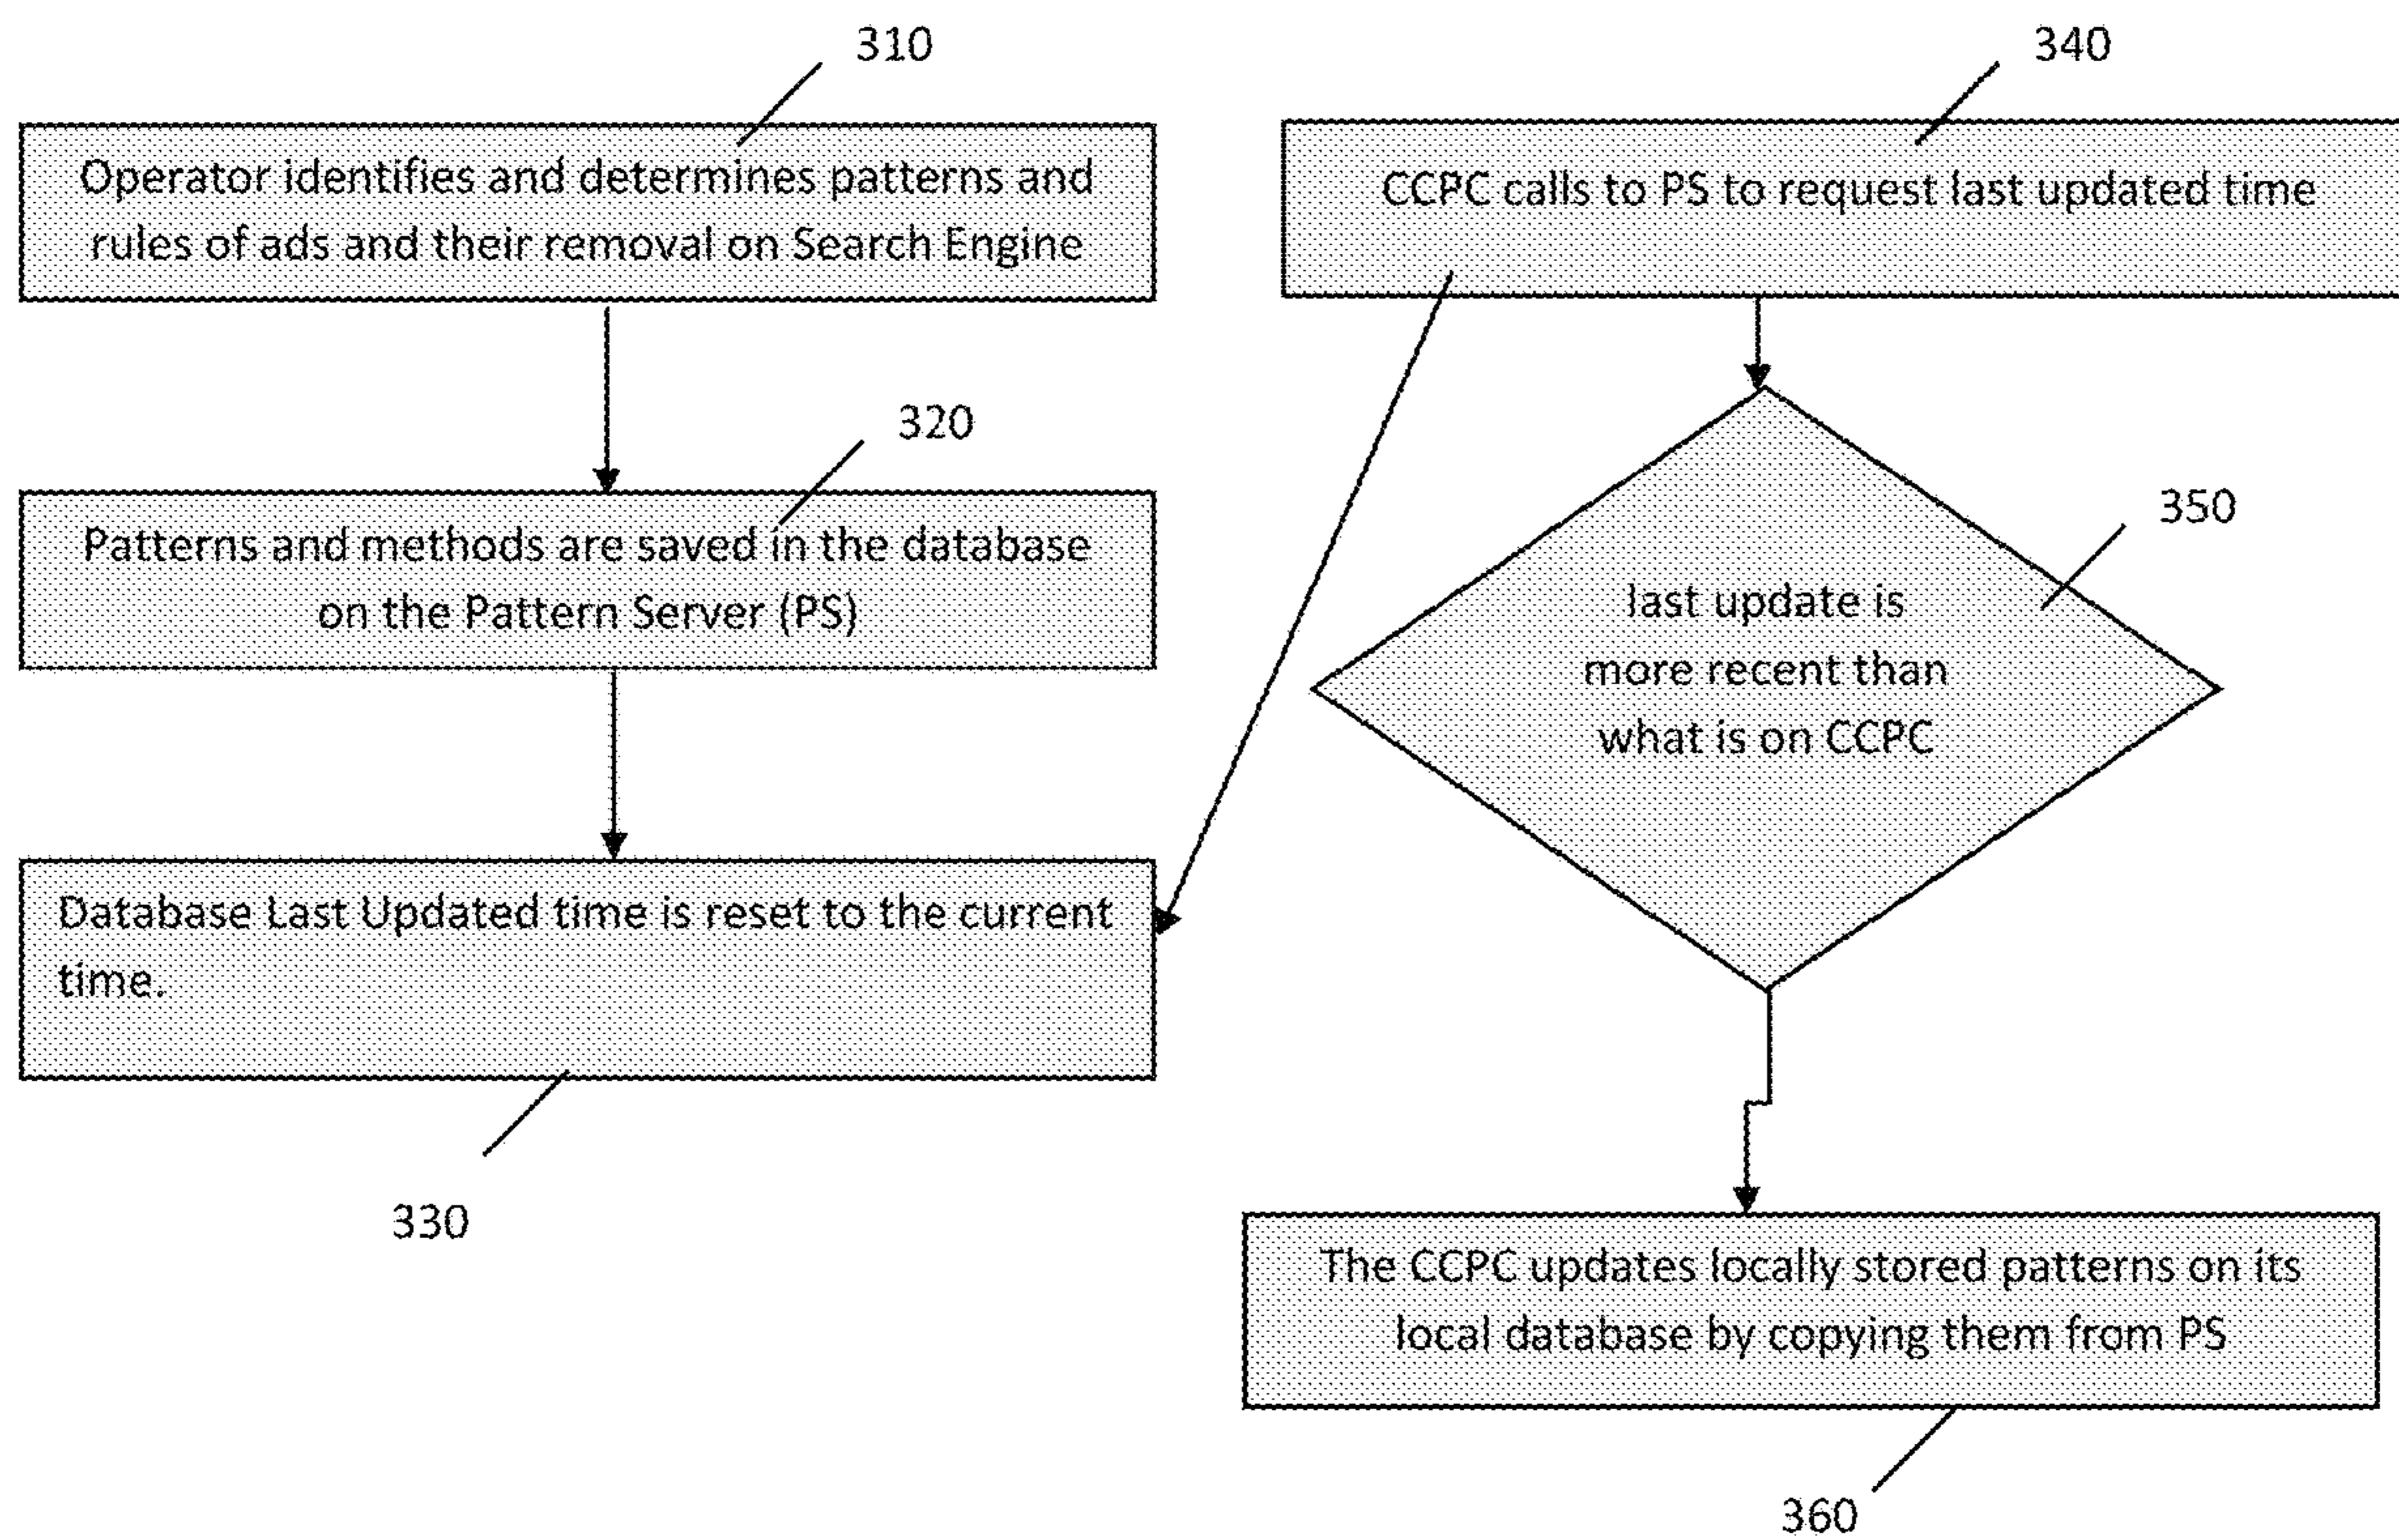 310
Operator identifies and determines patterns and
rules of ads and their removal on Search Engine
320
Patterns and methods are saved in the database
on the Pattern Server (PS)
Database Last Updated time is reset to the current
time.
330
340
CCPC calls to PS to request last updated time
350
last update is
more recent than
what is on CCPC
The CCPC updates locally stored patterns on its
local database by copying them from PS
360